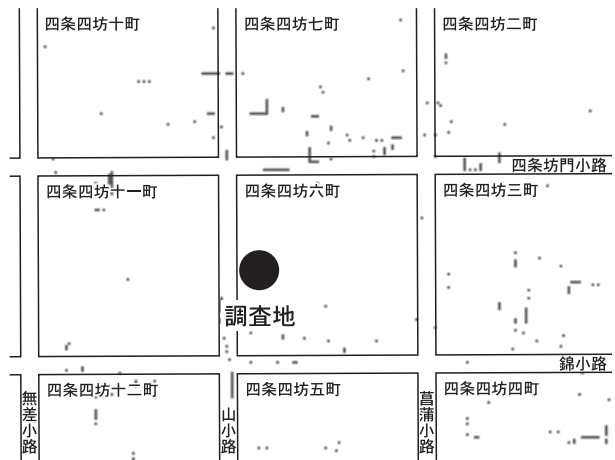 四条四坊十町
四条四坊七町
四条四坊二町
四条坊門小路
四条四坊十一町
四条四坊六町
四条四坊三町
調査地
錦小路
四条四坊十二町
四条四坊五町
四条四坊四町
無差小路
山小路
菖蒲小路